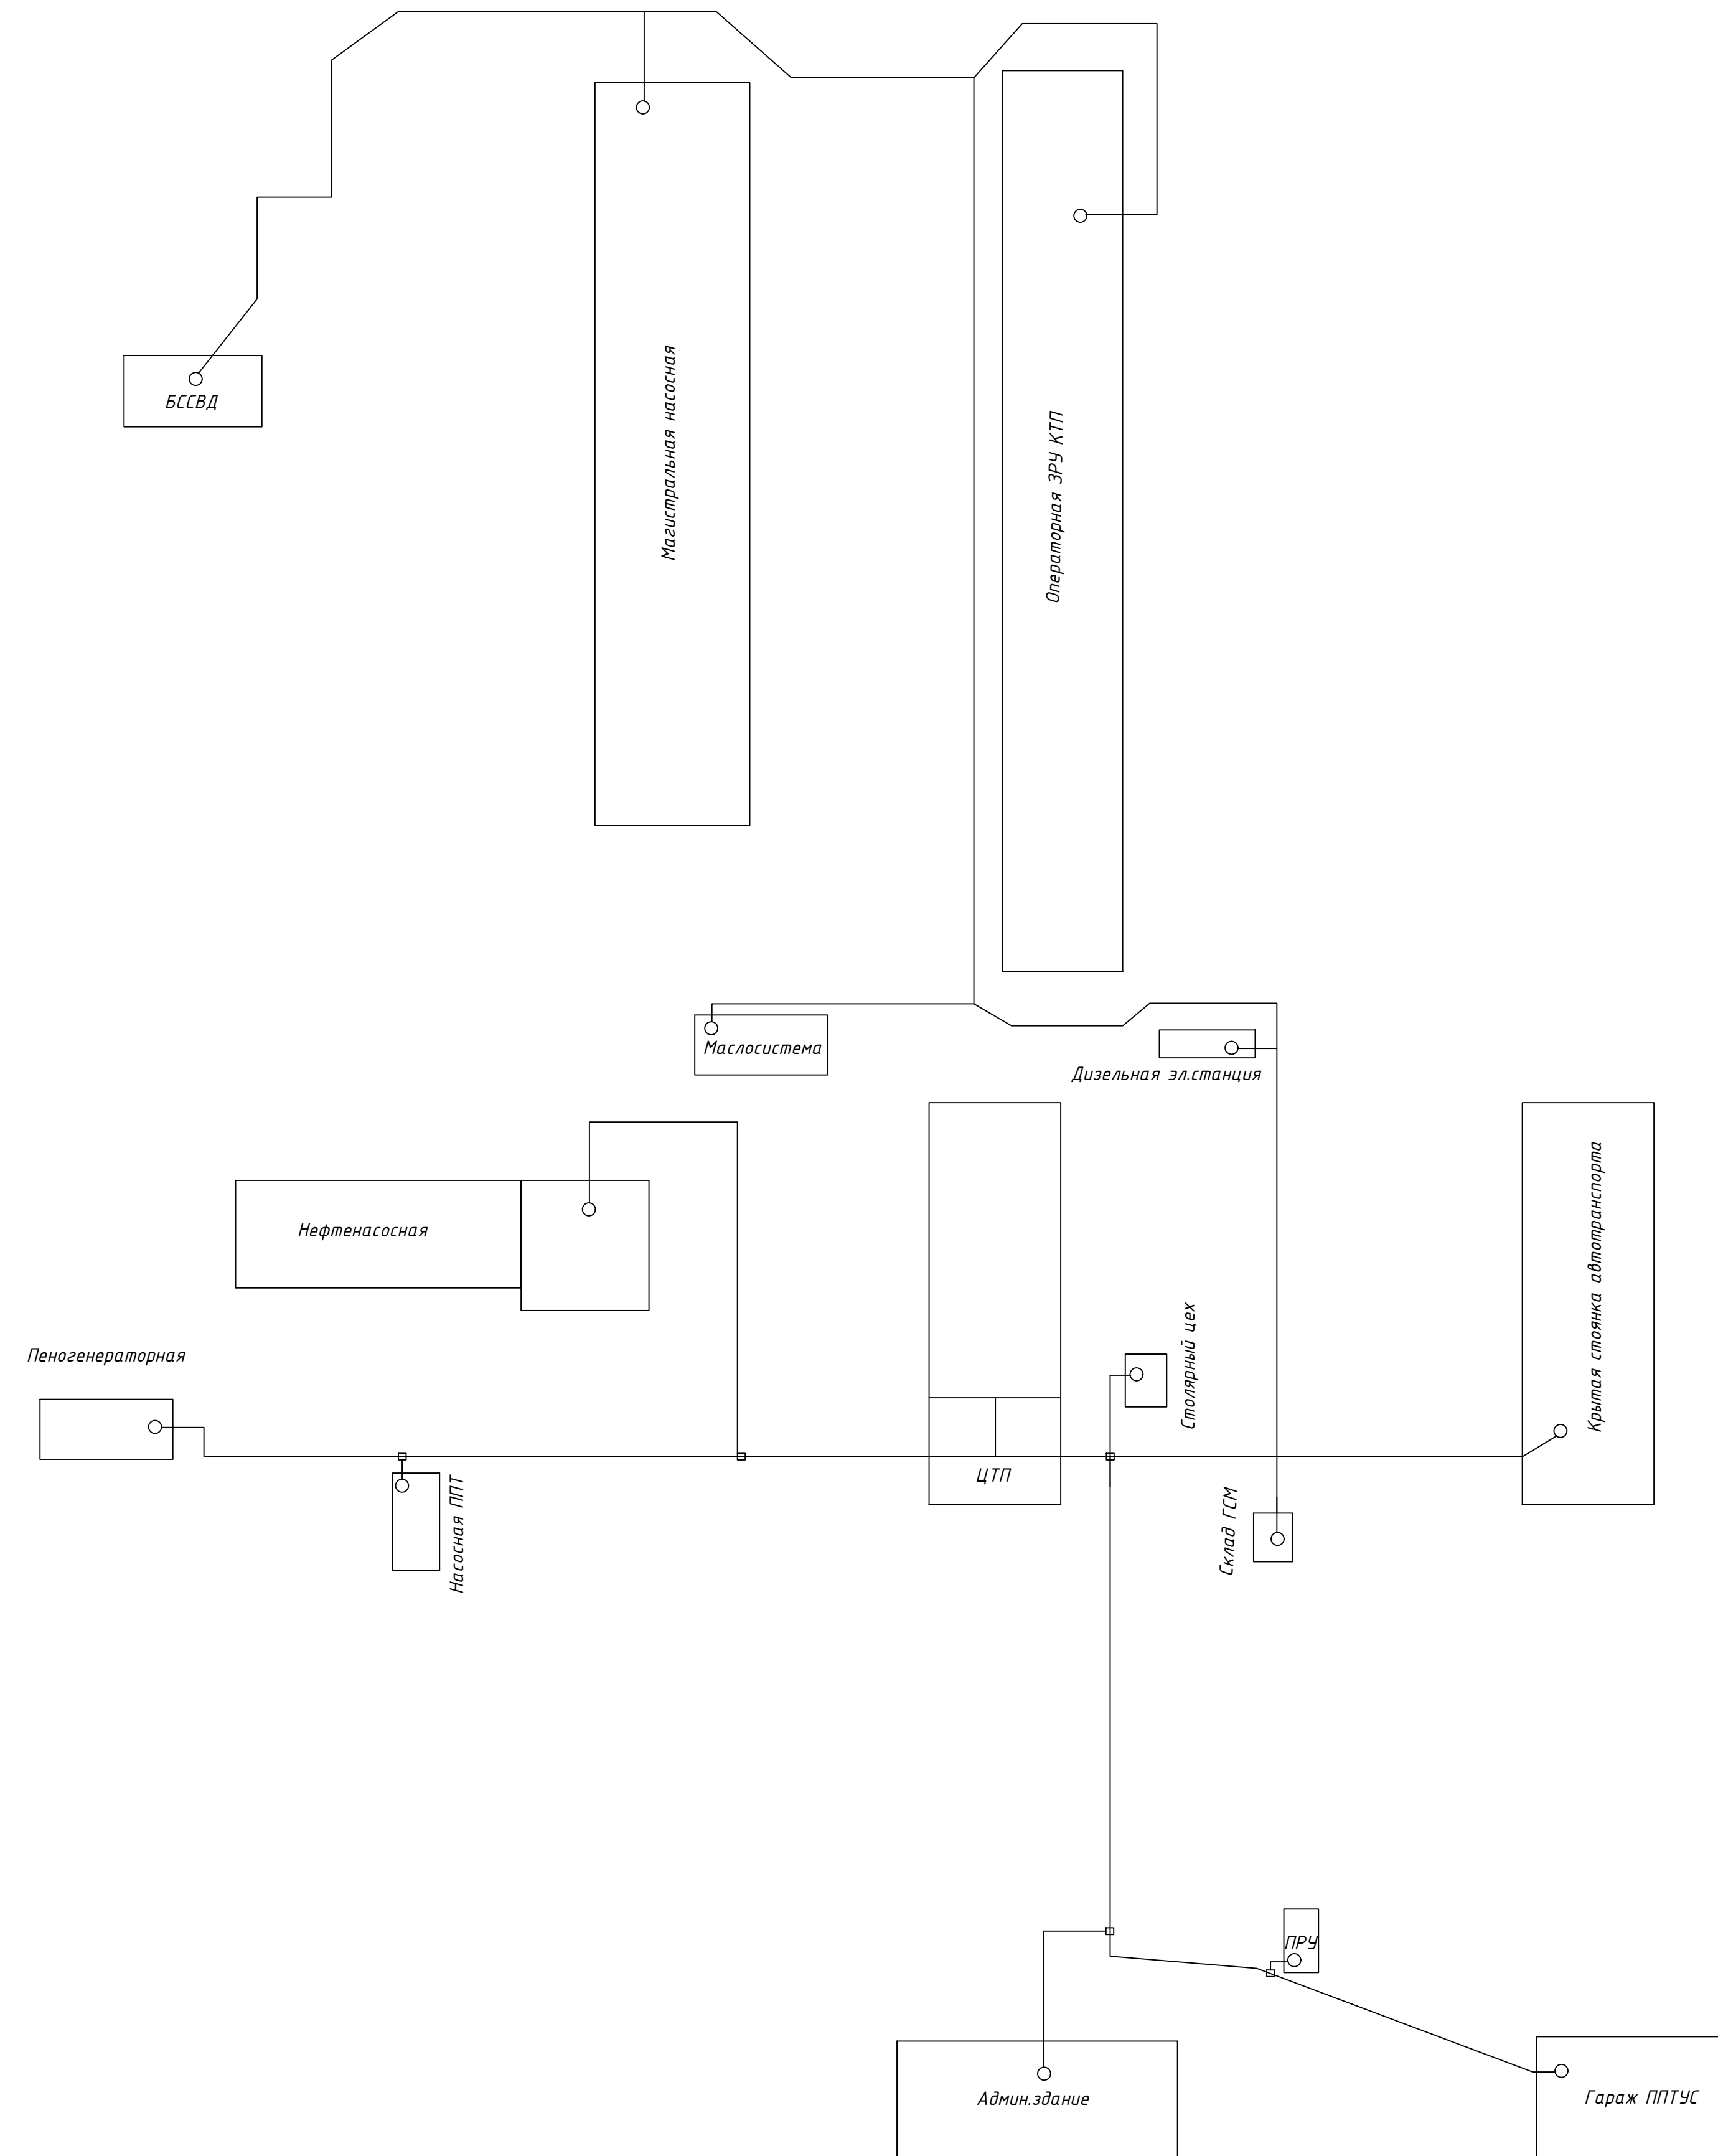 БССВД
Магистральная насосная
Операторная ЗРУ КТП
Маслосистема
Дизельная эл.станция
Нефтенасосная
Крытая стоянка автотранспорта
Столярный цех
Пеногенераторная
ЦТП
Насосная ППТ
Склад ГСМ
ПРУ
Админ.здание
Гараж ППТУС